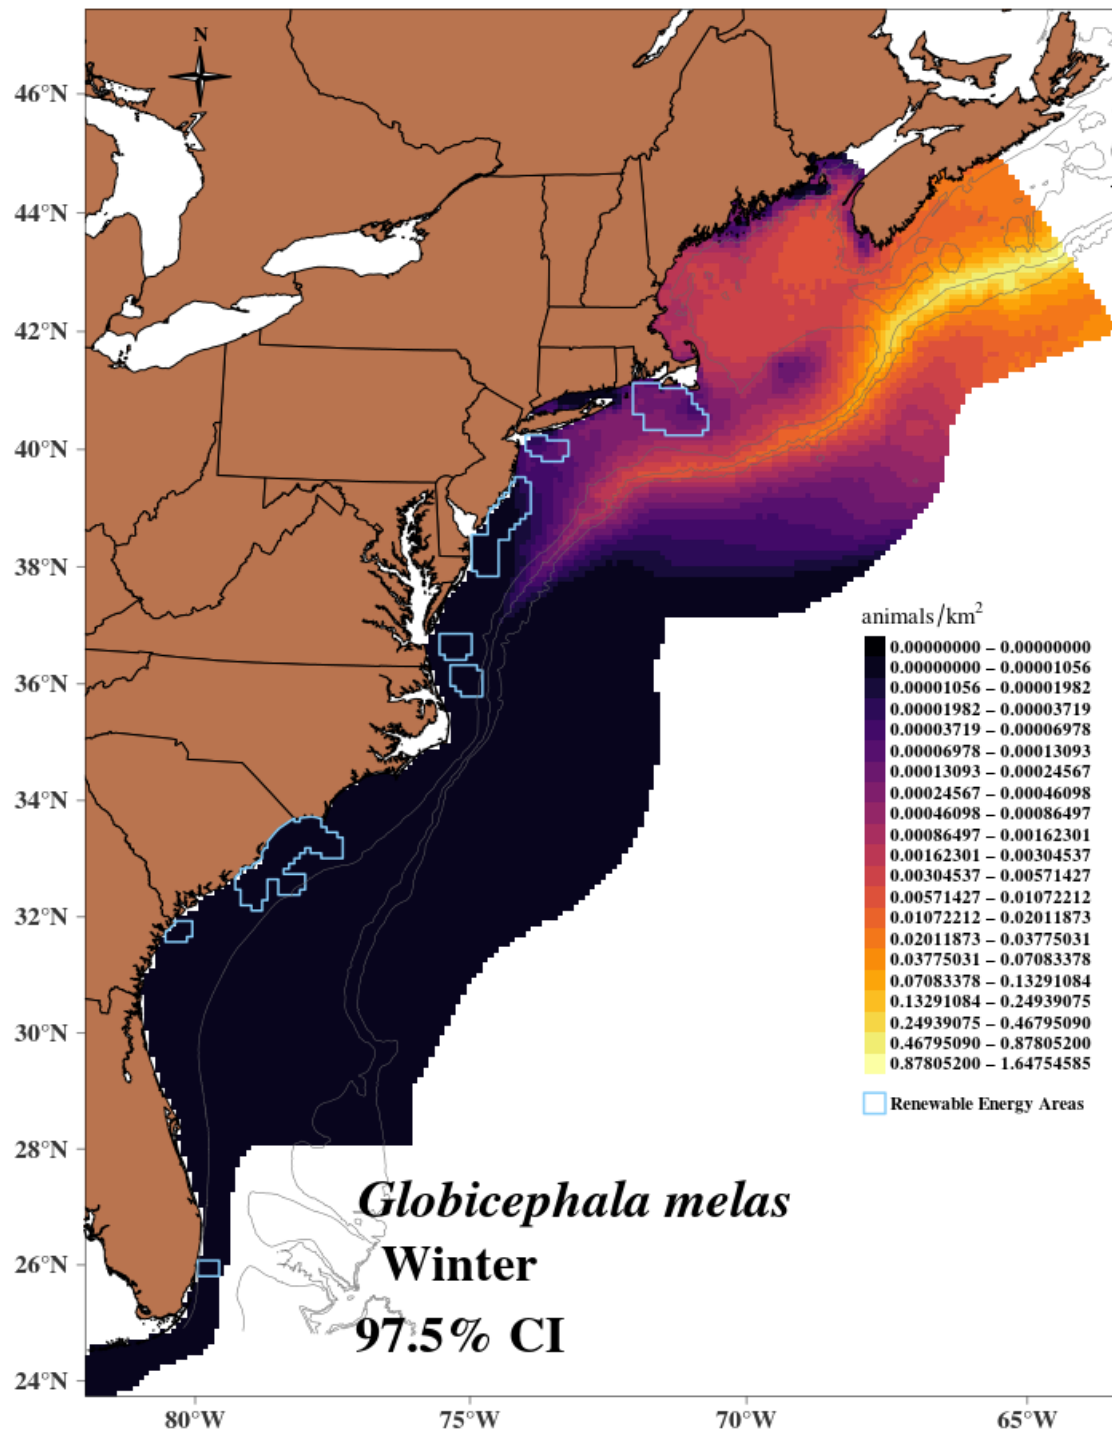 N
46°N
44°N
42°N
40°N
38°N
36°N
34°N
32°N
30°N
28°N
26°N
24°N
animals/km²
0.00000000 – 0.00000000
0.00000000 – 0.00001056
0.00001056 – 0.00001982
0.00001982 – 0.00003719
0.00003719 – 0.00006978
0.00006978 – 0.00013093
0.00013093 – 0.00024567
0.00024567 – 0.00046098
0.00046098 – 0.00086497
0.00086497 – 0.00162301
0.00162301 – 0.00304537
0.00304537 – 0.00571427
0.00571427 – 0.01072212
0.01072212 – 0.02011873
0.02011873 – 0.03775031
0.03775031 – 0.07083378
0.07083378 – 0.13291084
0.13291084 – 0.24939075
0.24939075 – 0.46795090
0.46795090 – 0.87805200
0.87805200 – 1.64754585
Renewable Energy Areas
Globicephala melas
Winter
97.5% CI
80°W 75°W 70°W 65°W